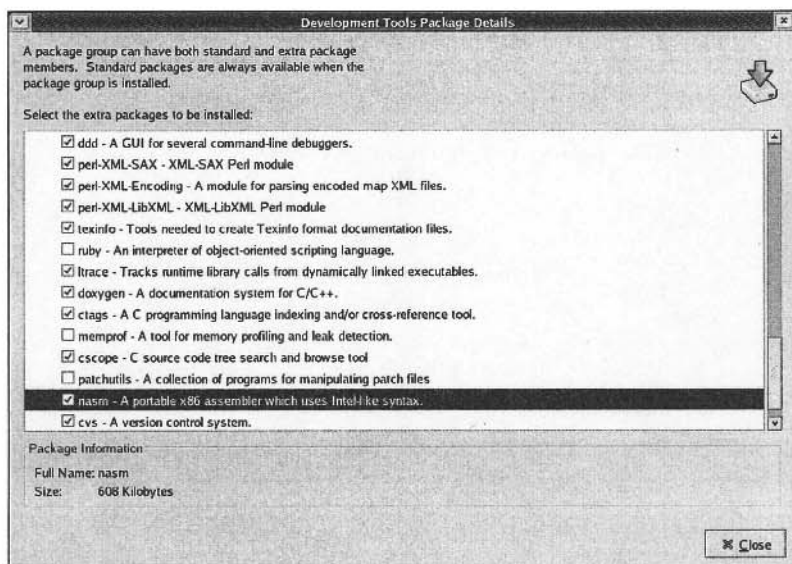 Development Tools Package Details
A package group can have both standard and extra package
members. Standard packages are always available when the
package group is installed.
Select the extra packages to be installed:
ddd - A GUI for several command-line debuggers.
perl-XML-SAX - XML-SAX Perl module
perl-XML-Encoding - A module for parsing encoded map XML files.
perl-XML-LibXML - XML-LibXML Perl module
texinfo - Tools needed to create Texinfo format documentation files.
ruby - An interpreter of object-oriented scripting language.
ltrace - Tracks runtime library calls from dynamically linked executables.
doxygen - A documentation system for C/C++.
ctags - A C programming language indexing and/or cross-reference tool.
memprof - A tool for memory profiling and leak detection.
cscope - C source code tree search and browse tool
patchutils - A collection of programs for manipulating patch files
nasm - A portable x86 assembler which uses Intel-like syntax.
cvs - A version control system.
Package Information
Full Name: nasm
Size: 608 Kilobytes
Close